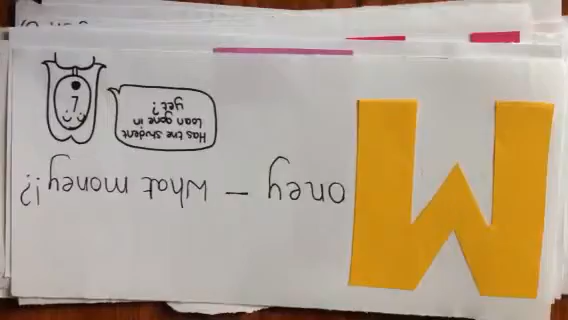 Money – What money!?
Has the student
loan gone in
yet?